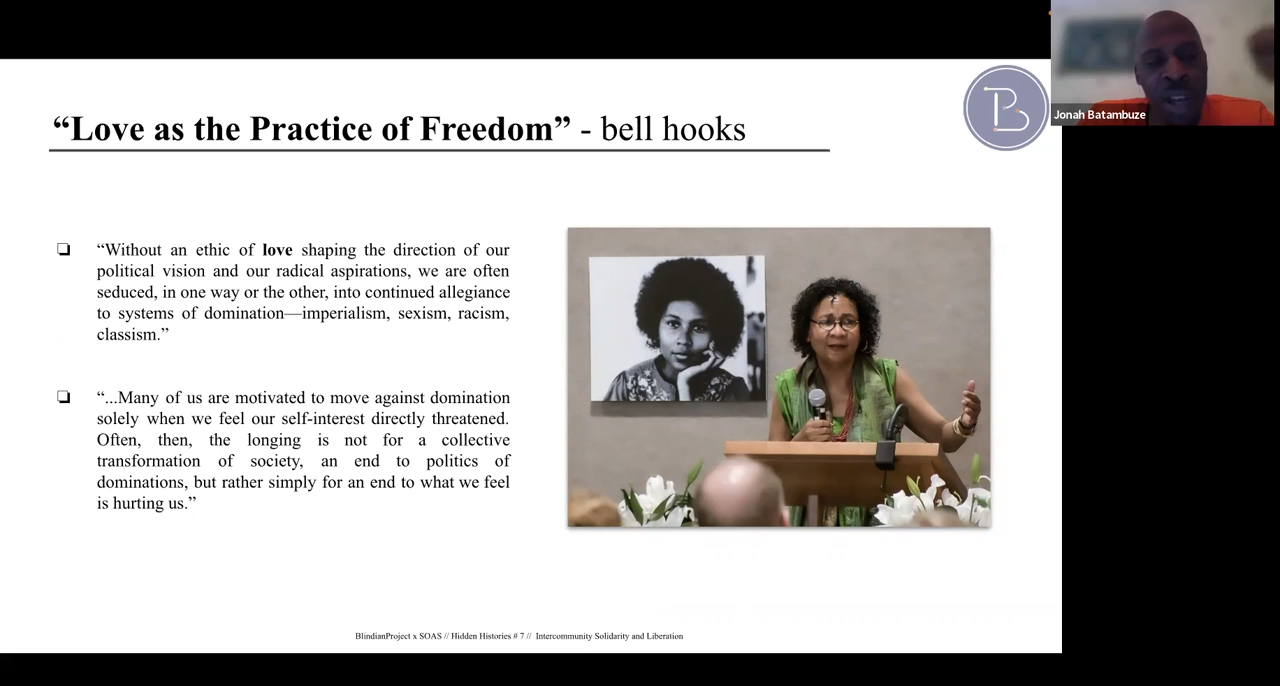 “Love as the Practice of Freedom” - bell hooks
B
Jonah Batambuze
“Without an ethic of love shaping the direction of our
political vision and our radical aspirations, we are often
seduced, in one way or the other, into continued allegiance
to systems of domination—imperialism, sexism, racism,
classism.”
“...Many of us are motivated to move against domination
solely when we feel our self-interest directly threatened.
Often, then, the longing is not for a collective
transformation of society, an end to politics of
dominations, but rather simply for an end to what we feel
is hurting us.”
BlindianProject x SOAS // Hidden Histories # 7 // Intercommunity Solidarity and Liberation